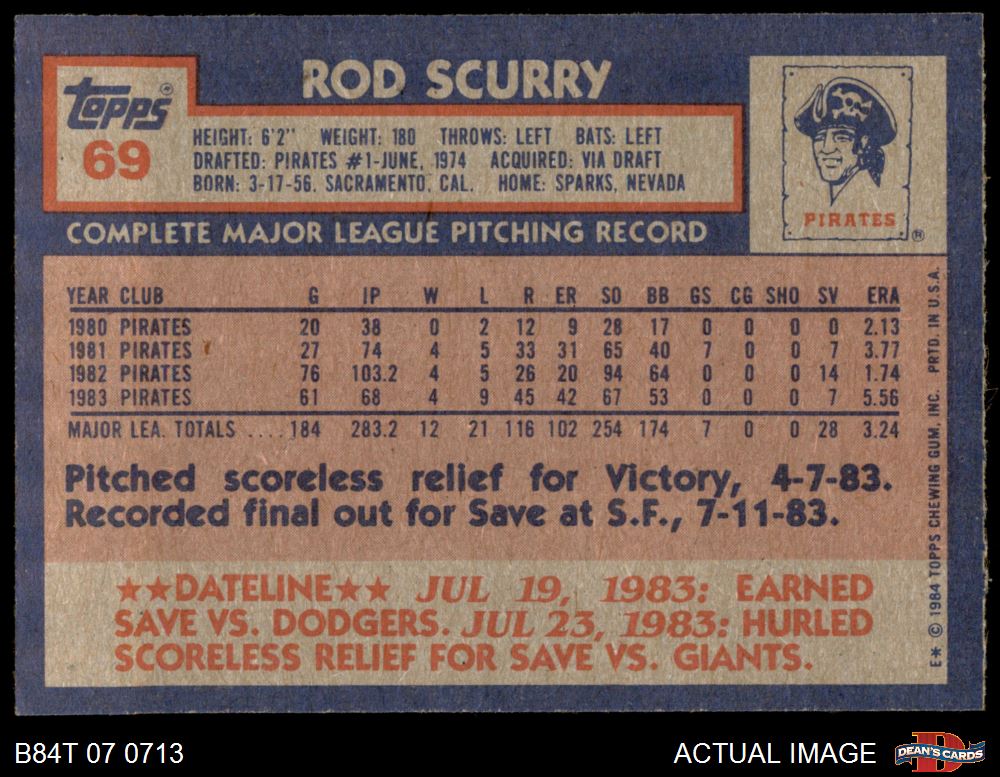 ROD SCURRY
topps
69
HEIGHT: 6'2" WEIGHT: 180 THROWS: LEFT BATS: LEFT
DRAFTED: PIRATES #1-JUNE, 1974 ACQUIRED: VIA DRAFT
BORN: 3-17-56, SACRAMENTO, CAL. HOME: SPARKS, NEVADA
PIRATES ®
COMPLETE MAJOR LEAGUE PITCHING RECORD
YEAR CLUB G IP W L R ER SO BB GS CG SHO SV ERA
1980 PIRATES 20 38 0 2 12 9 28 17 0 0 0 0 2.13
1981 PIRATES 27 74 4 5 33 31 65 40 7 0 0 7 3.77
1982 PIRATES 76 103.2 4 5 26 20 94 64 0 0 0 14 1.74
1983 PIRATES 61 68 4 9 45 42 67 53 0 0 0 7 5.56
MAJOR LEA. TOTALS .... 184 283.2 12 21 116 102 254 174 7 0 0 28 3.24
Pitched scoreless relief for Victory, 4-7-83.
Recorded final out for Save at S.F., 7-11-83.
★★DATELINE★★ JUL 19, 1983: EARNED
SAVE VS. DODGERS. JUL 23, 1983: HURLED
SCORELESS RELIEF FOR SAVE VS. GIANTS.
E* © 1984 TOPPS CHEWING GUM, INC. PRTD. IN U.S.A.
B84T 07 0713
ACTUAL IMAGE
DEAN'S CARDS